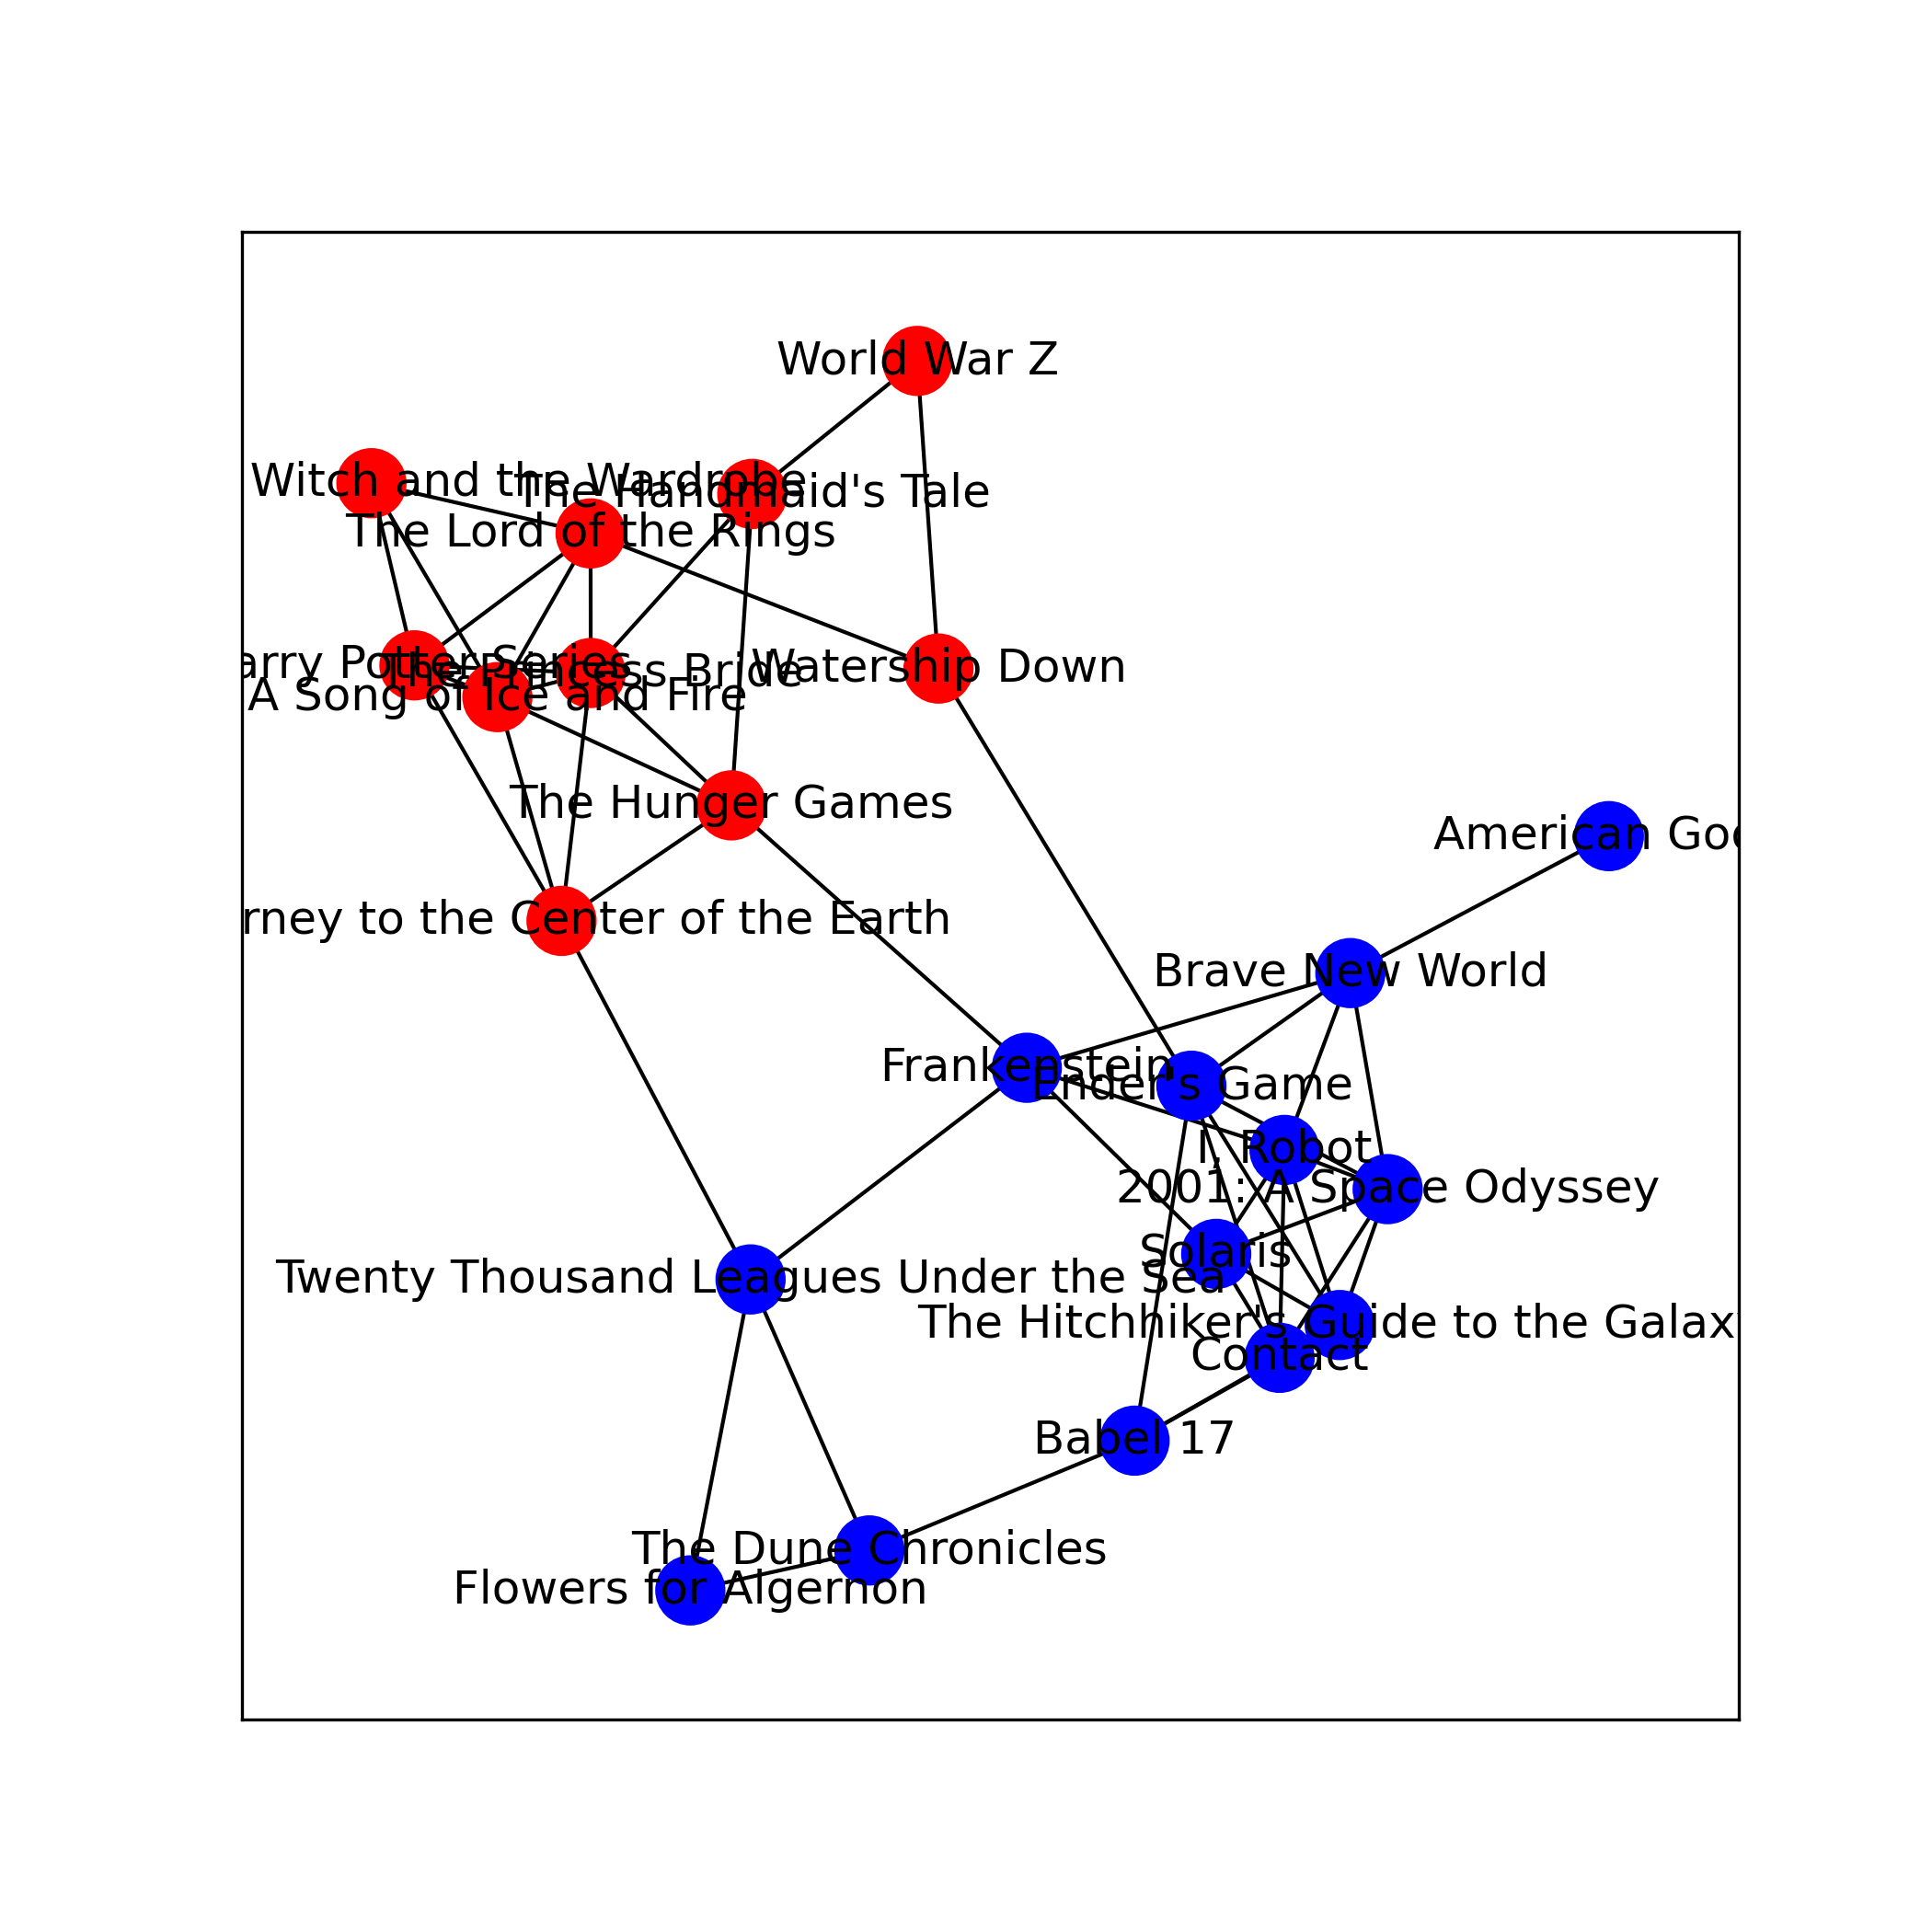 World War Z
Witch and the Wardrobe
The Handmaid's Tale
The Lord of the Rings
arry Potter Series
The Princess Bride
Watership Down
A Song of Ice and Fire
The Hunger Games
American Goo
rney to the Center of the Earth
Brave New World
Frankenstein
Ender's Game
I, Robot
2001: A Space Odyssey
Solaris
Twenty Thousand Leagues Under the Sea
The Hitchhiker's Guide to the Galaxy
Contact
Babel 17
The Dune Chronicles
Flowers for Algernon